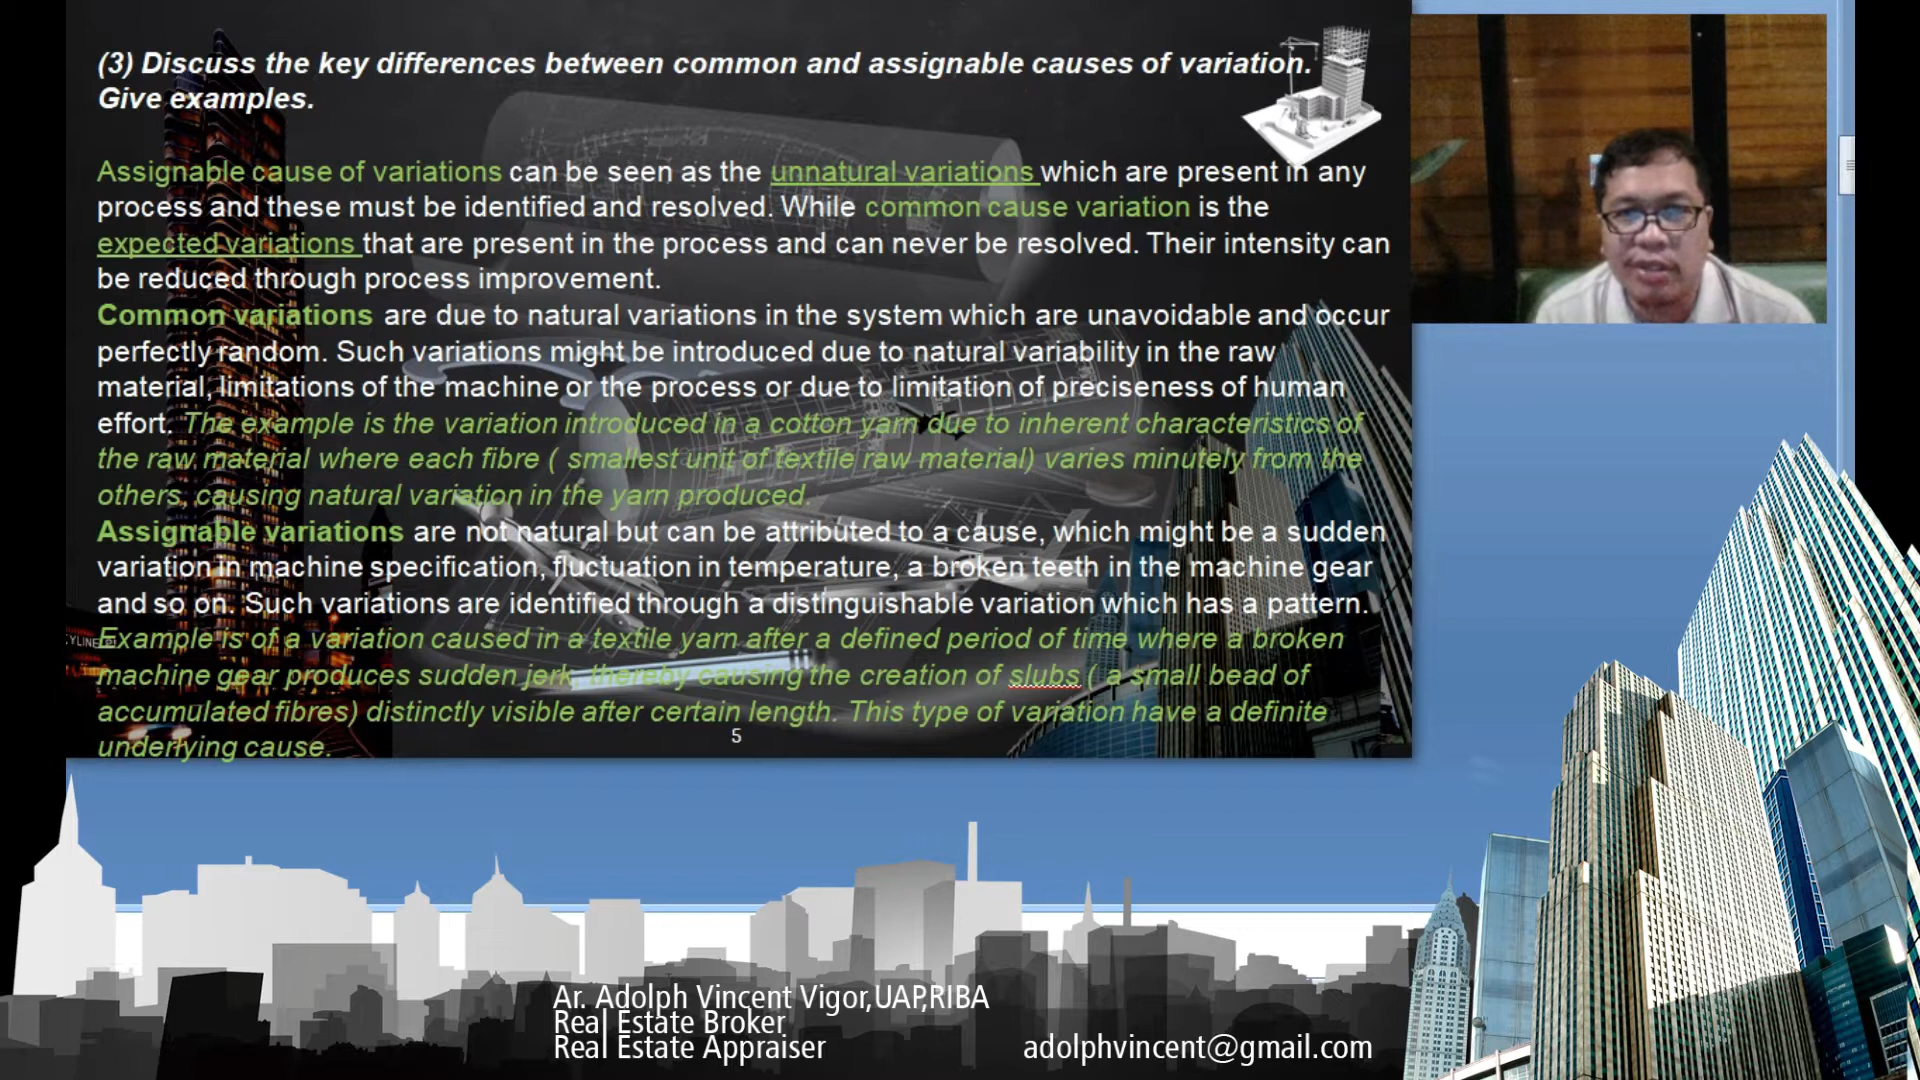 (3) Discuss the key differences between common and assignable causes of variation.
Give examples.
Assignable cause of variations can be seen as the unnatural variations which are present in any
process and these must be identified and resolved. While common cause variation is the
expected variations that are present in the process and can never be resolved. Their intensity can
be reduced through process improvement.
Common variations are due to natural variations in the system which are unavoidable and occur
perfectly random. Such variations might be introduced due to natural variability in the raw
material, limitations of the machine or the process or due to limitation of preciseness of human
effort. The example is the variation introduced in a cotton yarn due to inherent characteristics of
the raw material where each fibre ( smallest unit of textile raw material) varies minutely from the
others, causing natural variation in the yarn produced.
Assignable variations are not natural but can be attributed to a cause, which might be a sudden
variation in machine specification, fluctuation in temperature, a broken teeth in the machine gear
and so on. Such variations are identified through a distinguishable variation which has a pattern.
Example is of a variation caused in a textile yarn after a defined period of time where a broken
machine gear produces sudden jerk, thereby causing the creation of slubs ( a small bead of
accumulated fibres) distinctly visible after certain length. This type of variation have a definite
underlying cause.
5
Ar. Adolph Vincent Vigor,UAP,RIBA
Real Estate Broker
Real Estate Appraiser
adolphvincent@gmail.com